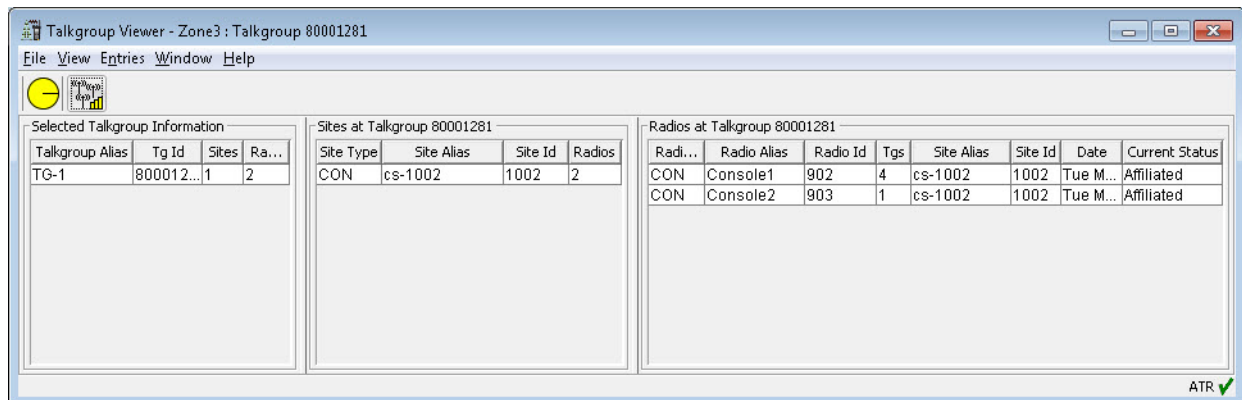 Talkgroup Viewer - Zone3 : Talkgroup 80001281
File View Entries Window Help
Selected Talkgroup Information
Talkgroup Alias Tg Id Sites Ra...
TG-1 800012... 1 2
Sites at Talkgroup 80001281
Site Type Site Alias Site Id Radios
CON cs-1002 1002 2
Radios at Talkgroup 80001281
Radi... Radio Alias Radio Id Tgs Site Alias Site Id Date Current Status
CON Console1 902 4 cs-1002 1002 Tue M... Affiliated
CON Console2 903 1 cs-1002 1002 Tue M... Affiliated
ATR